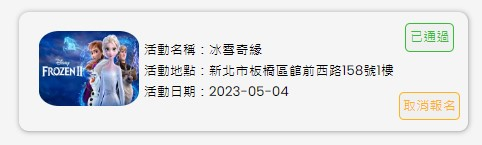 已通過
Disney
FROZEN II
活動名稱：冰雪奇緣
活動地點：新北市板橋區館前西路158號1樓
活動日期：2023-05-04
取消報名